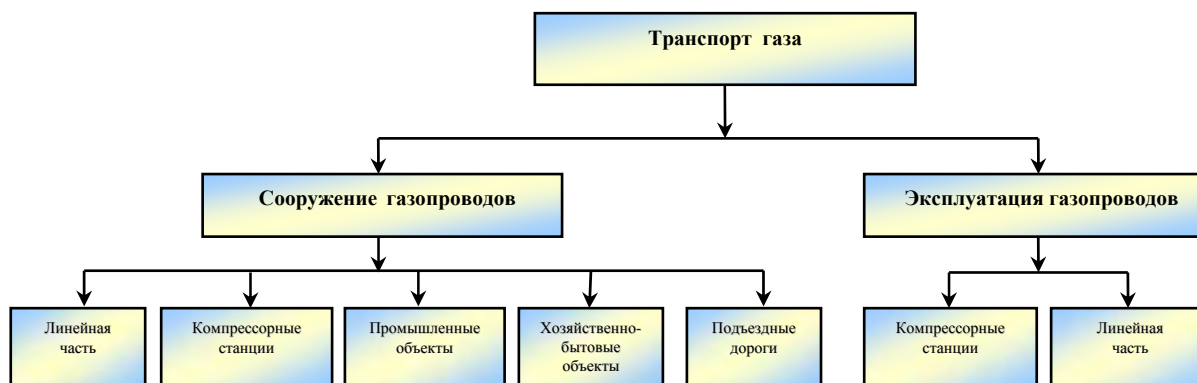 Транспорт газа
Сооружение газопроводов
Эксплуатация газопроводов
Линейная
часть
Компрессорные
станции
Промышленные
объекты
Хозяйственно-
бытовые
объекты
Подъездные
дороги
Компрессорные
станции
Линейная
часть